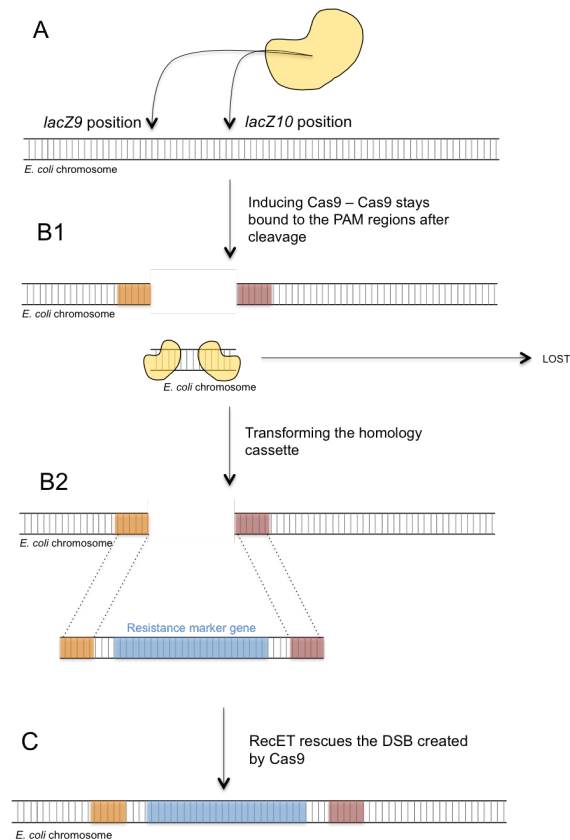 A
lacZ9 position
lacZ10 position
E. coli chromosome
Inducing Cas9 – Cas9 stays
bound to the PAM regions after
cleavage
B1
E. coli chromosome
LOST
E. coli chromosome
Transforming the homology
cassette
B2
E. coli chromosome
Resistance marker gene
C
RecET rescues the DSB created
by Cas9
E. coli chromosome